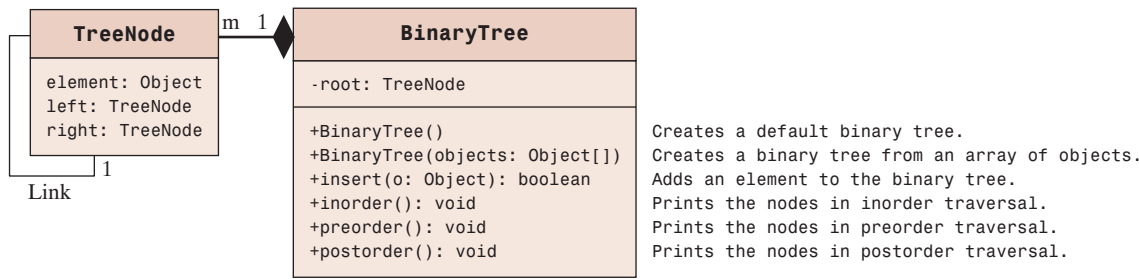 TreeNode
element: Object
left: TreeNode
right: TreeNode
1
Link
m 1
BinaryTree
-root: TreeNode
+BinaryTree() Creates a default binary tree.
+BinaryTree(objects: Object[]) Creates a binary tree from an array of objects.
+insert(o: Object): boolean Adds an element to the binary tree.
+inorder(): void Prints the nodes in inorder traversal.
+preorder(): void Prints the nodes in preorder traversal.
+postorder(): void Prints the nodes in postorder traversal.